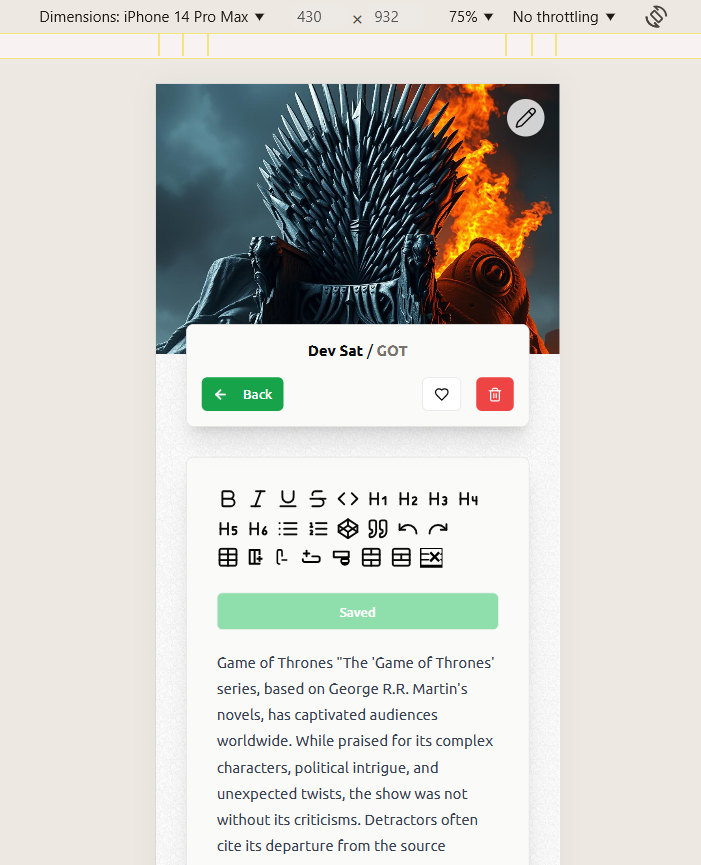 Dimensions: iPhone 14 Pro Max ▼ 430 × 932 75% ▼ No throttling ▼
Dev Sat / GOT
Back
H1 H2 H3 H4
H5 H6
Saved
Game of Thrones "The 'Game of Thrones'
series, based on George R.R. Martin's
novels, has captivated audiences
worldwide. While praised for its complex
characters, political intrigue, and
unexpected twists, the show was not
without its criticisms. Detractors often
cite its departure from the source